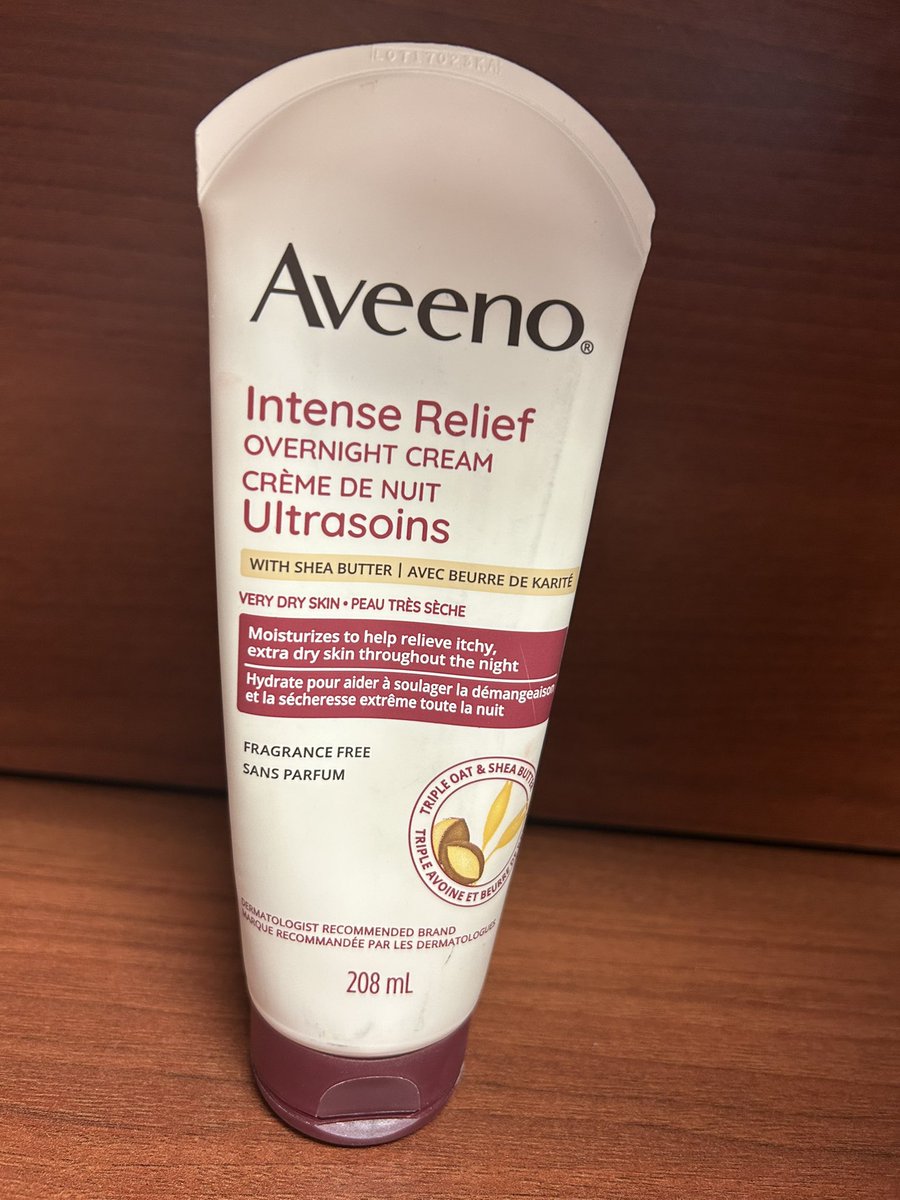 LOT17023KA
Aveeno®
Intense Relief
OVERNIGHT CREAM
CRÈME DE NUIT
Ultrasoins
WITH SHEA BUTTER | AVEC BEURRE DE KARITÉ
VERY DRY SKIN • PEAU TRÈS SÈCHE
Moisturizes to help relieve itchy,
extra dry skin throughout the night
Hydrate pour aider à soulager la démangeaison
et la sécheresse extrême toute la nuit
FRAGRANCE FREE
SANS PARFUM
TRIPLE OAT & SHEA
TRIPLE AVOINE ET
DERMATOLOGIST RECOMMENDED BRAND
MARQUE RECOMMANDÉE PAR LES DERMATOLOGUES
208 mL